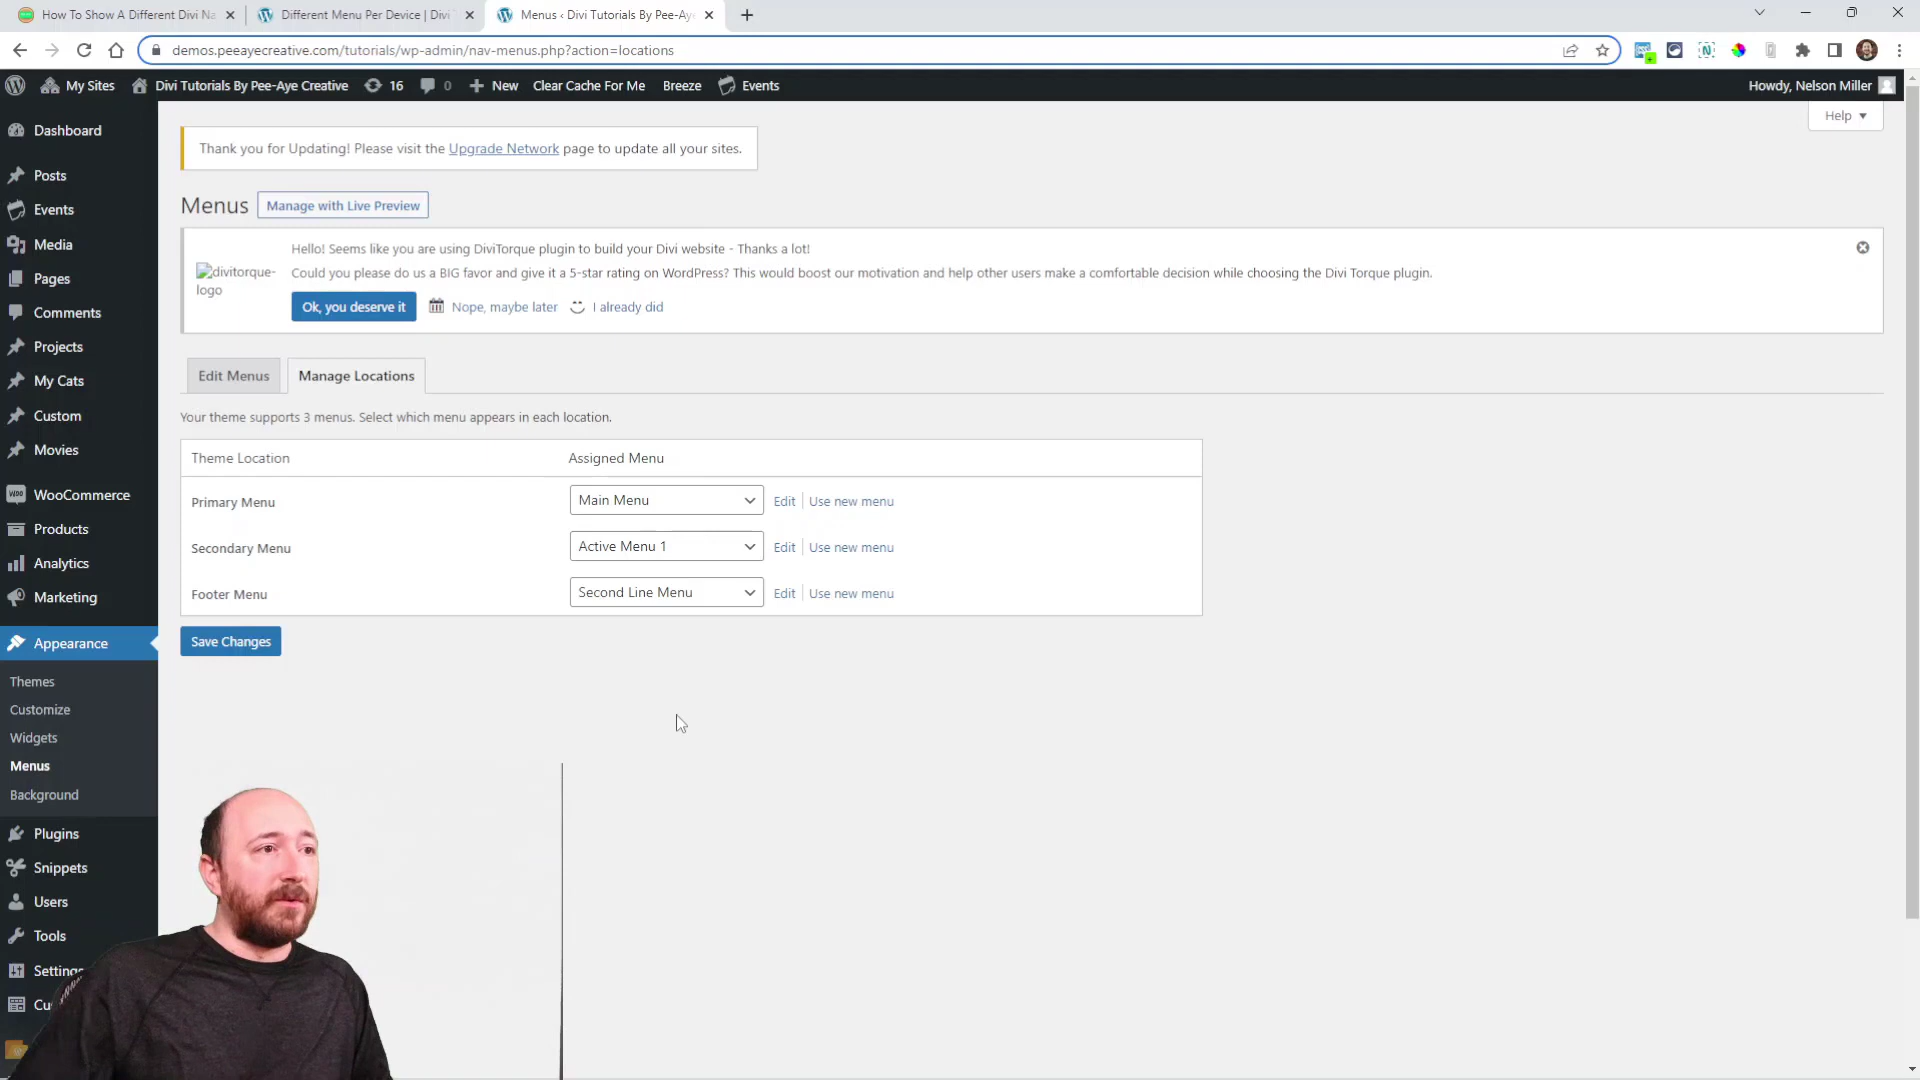 How To Show A Different Divi Na
Different Menu Per Device | Divi
Menus ‹ Divi Tutorials By Pee-Aye
demos.peeayecreative.com/tutorials/wp-admin/nav-menus.php?action=locations
My Sites
Divi Tutorials By Pee-Aye Creative
16
0
New
Clear Cache For Me
Breeze
Events
Howdy, Nelson Miller
Help
Dashboard
Posts
Events
Media
Pages
Comments
Projects
My Cats
Custom
Movies
WooCommerce
Products
Analytics
Marketing
Appearance
Themes
Customize
Widgets
Menus
Background
Plugins
Snippets
Users
Tools
Settings
Cu
Thank you for Updating! Please visit the Upgrade Network page to update all your sites.
Menus
Manage with Live Preview
divitorque-
logo
Hello! Seems like you are using DiviTorque plugin to build your Divi website - Thanks a lot!
Could you please do us a BIG favor and give it a 5-star rating on WordPress? This would boost our motivation and help other users make a comfortable decision while choosing the Divi Torque plugin.
Ok, you deserve it
Nope, maybe later
I already did
Edit Menus
Manage Locations
Your theme supports 3 menus. Select which menu appears in each location.
Theme Location
Assigned Menu
Primary Menu
Main Menu
Edit
Use new menu
Secondary Menu
Active Menu 1
Edit
Use new menu
Footer Menu
Second Line Menu
Edit
Use new menu
Save Changes